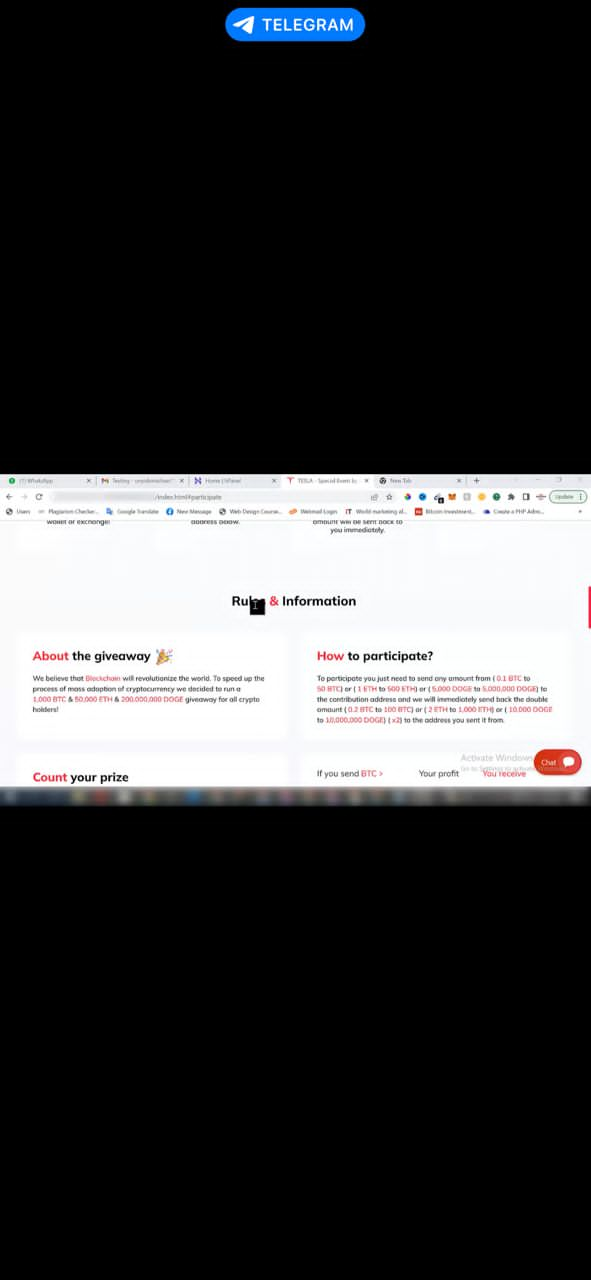 TELEGRAM
(1) WhatsApp
Home | hPanel
TESLA - Special Event by
New Tab
/index.html#participate
Update
Users
Plagiarism Checker...
Google Translate
New Message
Web Design Course...
Webmail Login
World marketing al...
Bitcoin Investment...
Create a PHP Adva...
wallet or exchange!
address below.
amount will be sent back to
you immediately.
& Information
About the giveaway
We believe that Blockchain will revolutionize the world. To speed up the
process of mass adoption of cryptocurrency we decided to run a
1,000 BTC & 50,000 ETH & 200,000,000 DOGE giveaway for all crypto
holders!
How to participate?
To participate you just need to send any amount from ( 0.1 BTC to
50 BTC) or ( 1 ETH to 500 ETH) or ( 5,000 DOGE to 5,000,000 DOGE) to
the contribution address and we will immediately send back the double
amount ( 0.2 BTC to 100 BTC) or ( 2 ETH to 1,000 ETH) or ( 10,000 DOGE
to 10,000,000 DOGE) ( x2) to the address you sent it from.
Count your prize
If you send BTC >
Your profit
You receive
Activate Windows
Go to Settings to activate Windows.
Chat